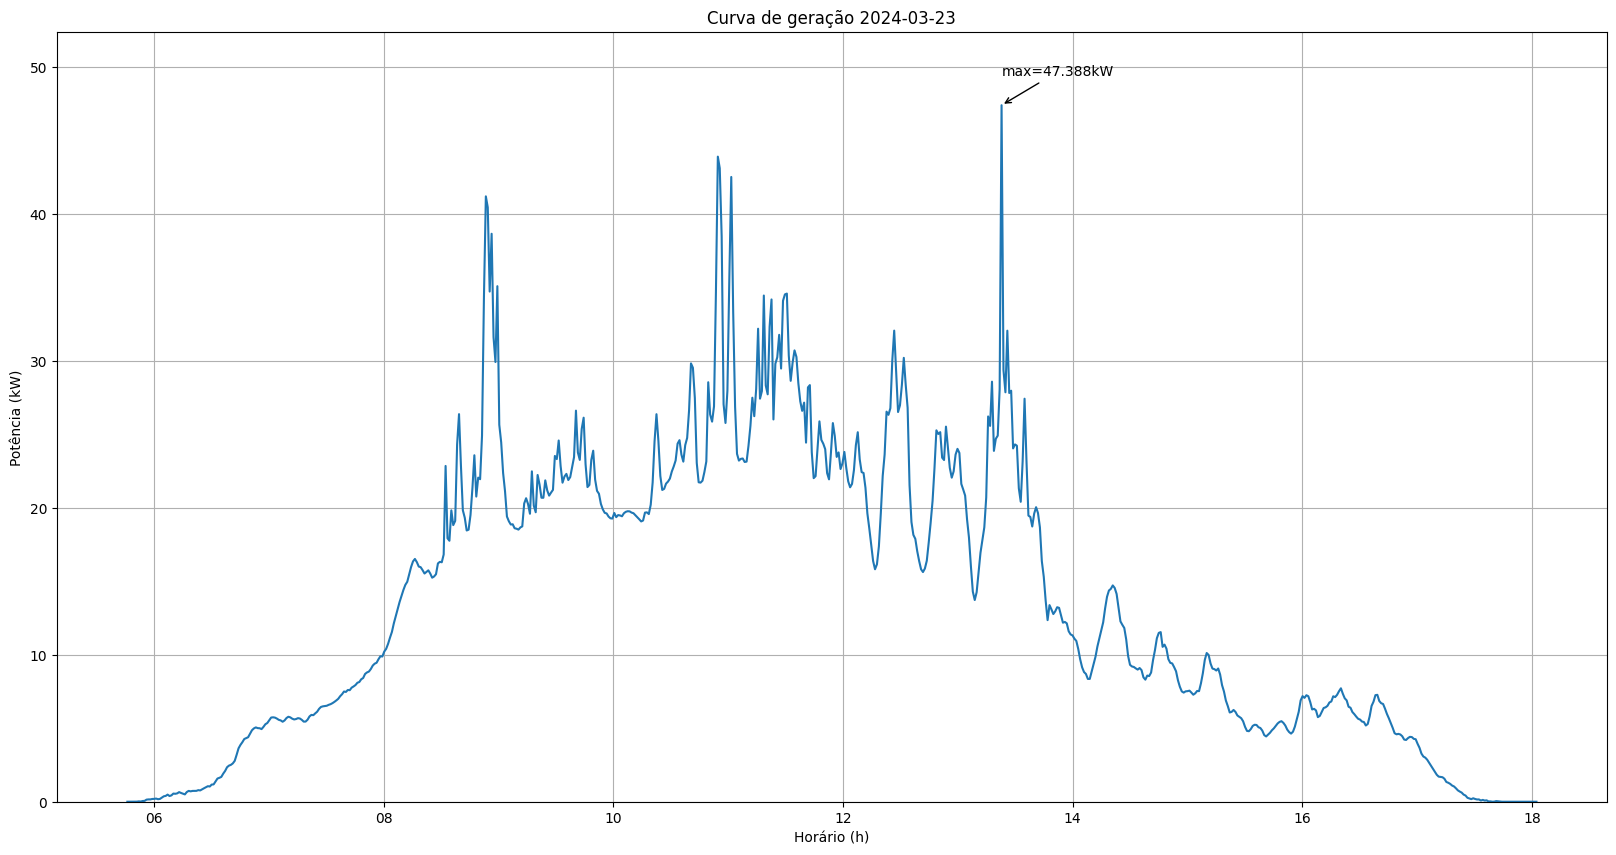 Curva de geração 2024-03-23
max=47.388kW
Potência (kW)
50
40
30
20
10
0
06 08 10 12 14 16 18
Horário (h)